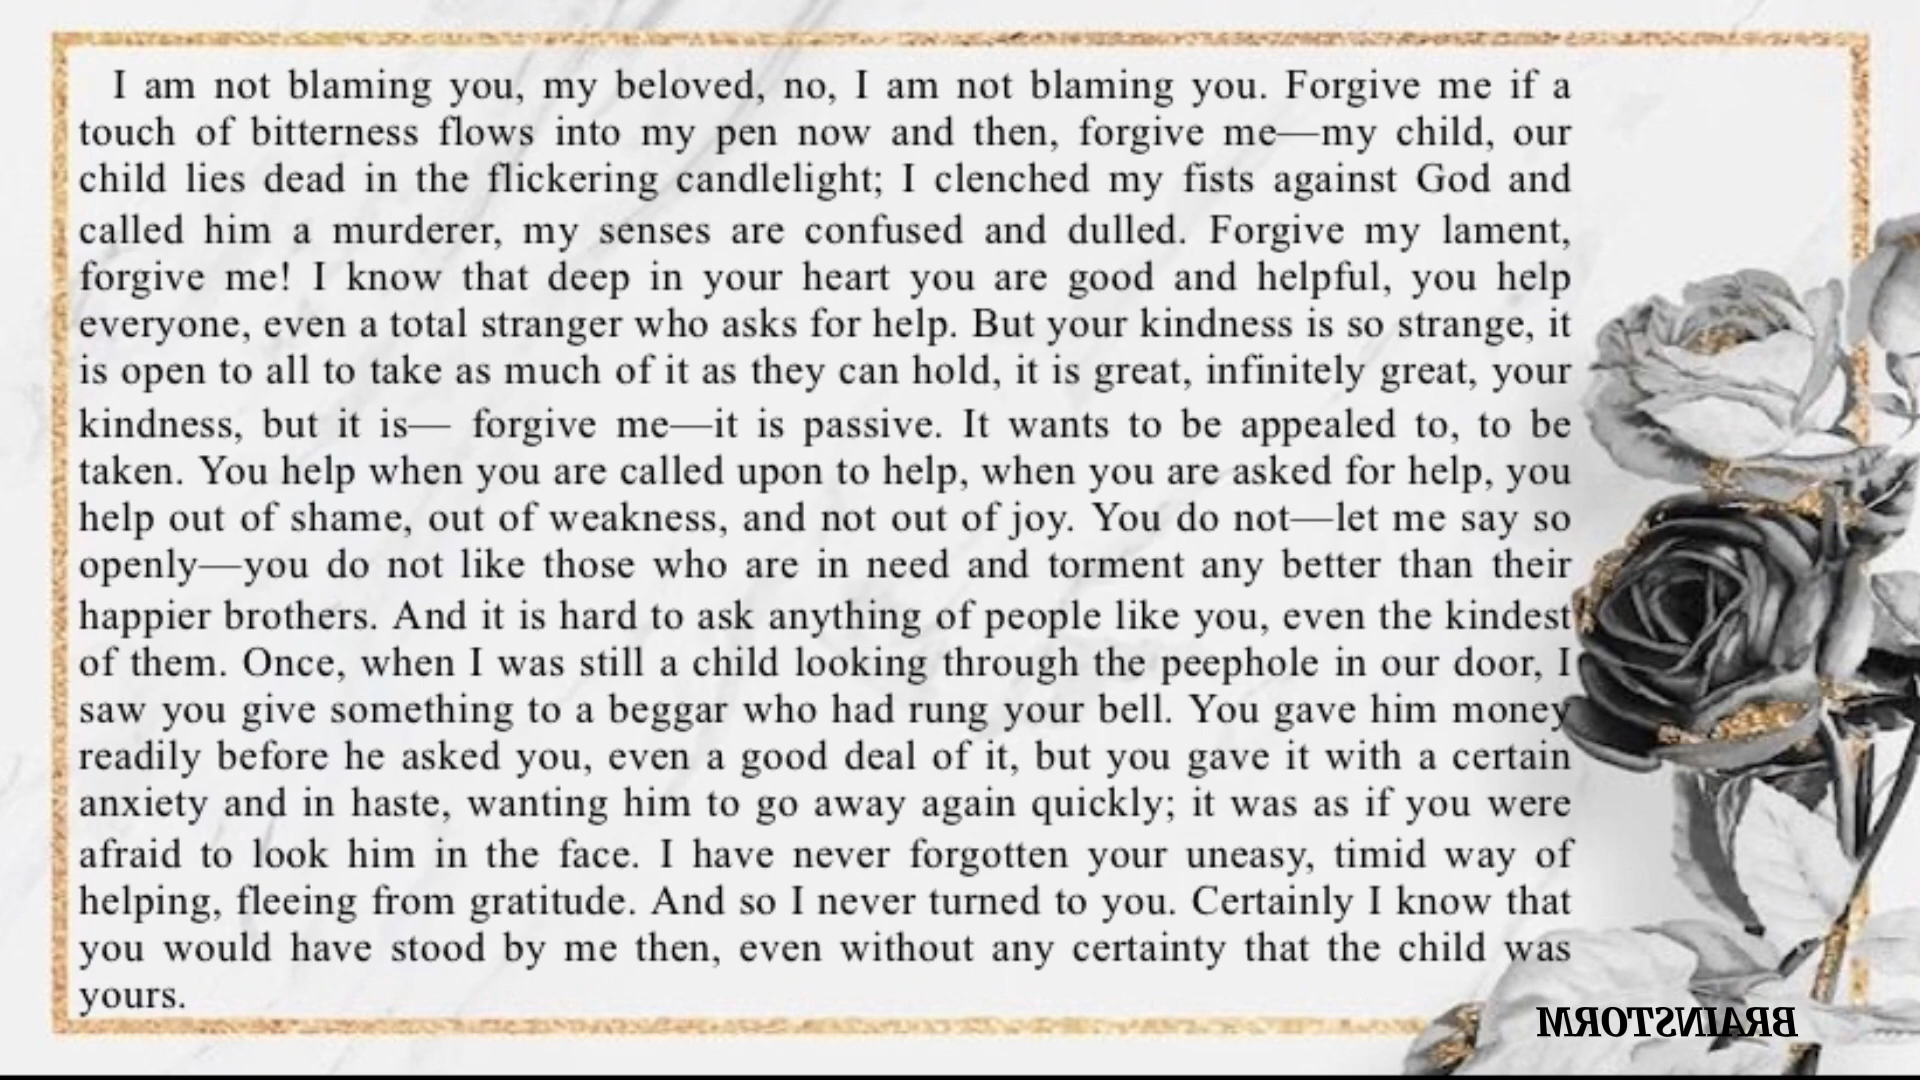 I am not blaming you, my beloved, no, I am not blaming you. Forgive me if a
touch of bitterness flows into my pen now and then, forgive me—my child, our
child lies dead in the flickering candlelight; I clenched my fists against God and
called him a murderer, my senses are confused and dulled. Forgive my lament,
forgive me! I know that deep in your heart you are good and helpful, you help
everyone, even a total stranger who asks for help. But your kindness is so strange, it
is open to all to take as much of it as they can hold, it is great, infinitely great, your
kindness, but it is— forgive me—it is passive. It wants to be appealed to, to be
taken. You help when you are called upon to help, when you are asked for help, you
help out of shame, out of weakness, and not out of joy. You do not—let me say so
openly—you do not like those who are in need and torment any better than their
happier brothers. And it is hard to ask anything of people like you, even the kindest
of them. Once, when I was still a child looking through the peephole in our door, I
saw you give something to a beggar who had rung your bell. You gave him money
readily before he asked you, even a good deal of it, but you gave it with a certain
anxiety and in haste, wanting him to go away again quickly; it was as if you were
afraid to look him in the face. I have never forgotten your uneasy, timid way of
helping, fleeing from gratitude. And so I never turned to you. Certainly I know that
you would have stood by me then, even without any certainty that the child was
yours.
BRAINSTORM